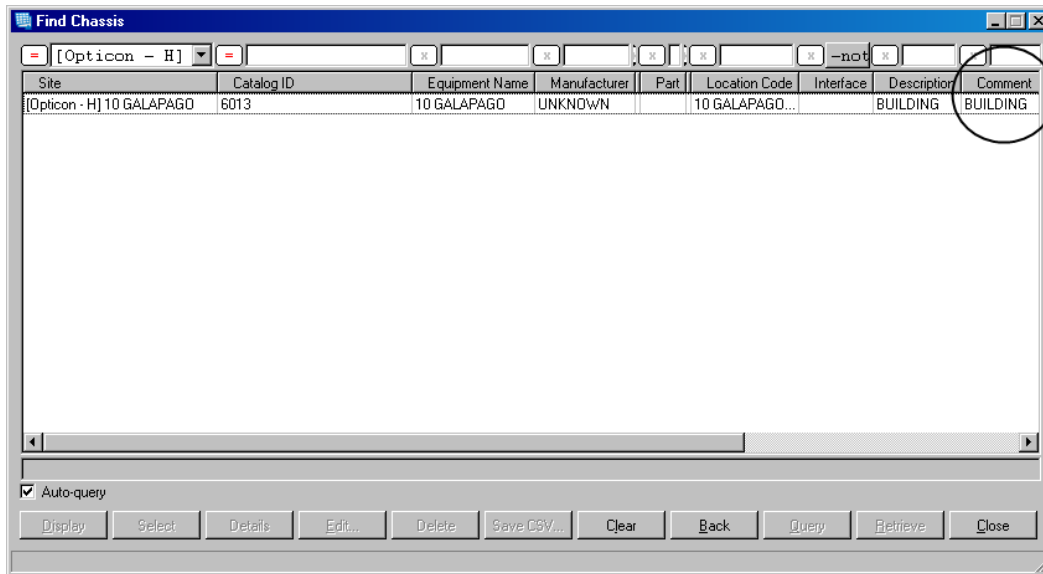 Find Chassis
= [Opticon – H] = x x x x x –not x x
Site Catalog ID Equipment Name Manufacturer Part Location Code Interface Description Comment
[Opticon - H] 10 GALAPAGO 6013 10 GALAPAGO UNKNOWN 10 GALAPAGO... BUILDING BUILDING
Auto-query
Display Select Details Edit... Delete Save CSV... Clear Back Query Retrieve Close